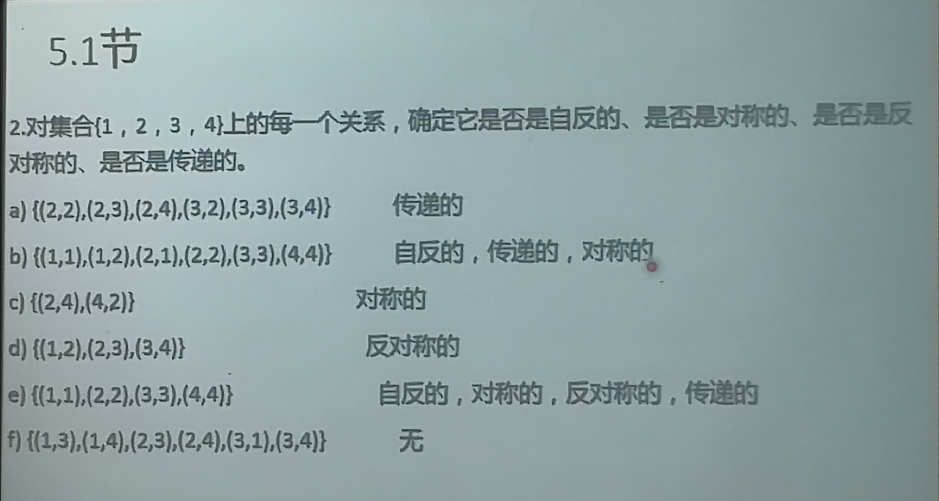 5.1节
2.对集合{1，2，3，4}上的每一个关系，确定它是否是自反的、是否是对称的、是否是反
对称的、是否是传递的。
a) {(2,2),(2,3),(2,4),(3,2),(3,3),(3,4)} 传递的
b) {(1,1),(1,2),(2,1),(2,2),(3,3),(4,4)} 自反的，传递的，对称的
c) {(2,4),(4,2)} 对称的
d) {(1,2),(2,3),(3,4)} 反对称的
e) {(1,1),(2,2),(3,3),(4,4)} 自反的，对称的，反对称的，传递的
f) {(1,3),(1,4),(2,3),(2,4),(3,1),(3,4)} 无